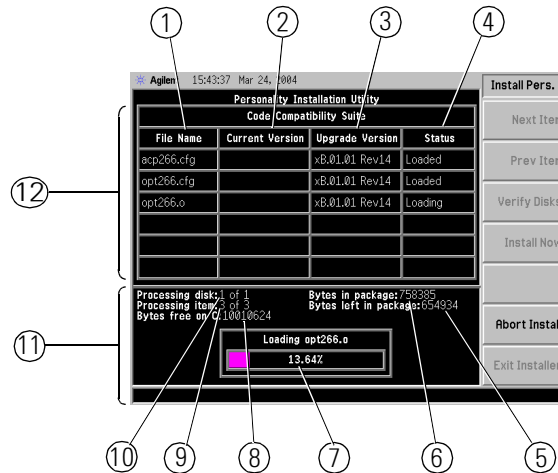 1 2 3 4
Agilent 15:43:37 Mar 24, 2004
Install Pers.
Personality Installation Utility
Code Compatibility Suite
File Name Current Version Upgrade Version Status
acp266.cfg xB.01.01 Rev14 Loaded
opt266.cfg xB.01.01 Rev14 Loaded
opt266.o xB.01.01 Rev14 Loading
Next Iter
Prev Iter
Verify Disks
Install Now
Abort Instal
Exit Installer
12
11
Processing disk:1 of 1 Bytes in package:758385
Processing item:3 of 3 Bytes left in package:654934
Bytes free on C:10010624
Loading opt266.o
13.64%
10 9 8 7 6 5